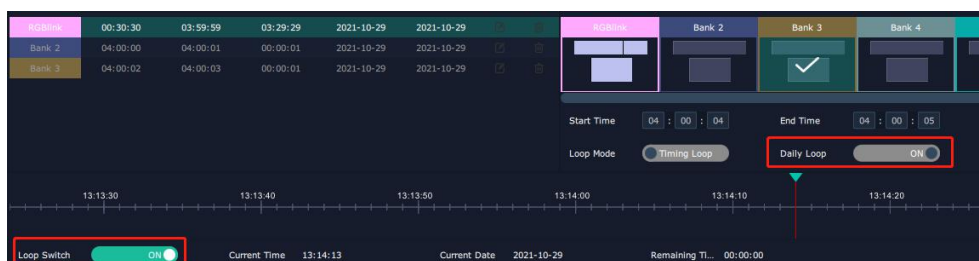 RGBlink 00:30:30 03:59:59 03:29:29 2021-10-29 2021-10-29
Bank 2 04:00:00 04:00:01 00:00:01 2021-10-29 2021-10-29
Bank 3 04:00:02 04:00:03 00:00:01 2021-10-29 2021-10-29
RGBlink Bank 2 Bank 3 Bank 4
Start Time 04 : 00 : 04 End Time 04 : 00 : 05
Loop Mode Timing Loop Daily Loop ON
13:13:30 13:13:40 13:13:50 13:14:00 13:14:10 13:14:20
Loop Switch ON Current Time 13:14:13 Current Date 2021-10-29 Remaining Ti... 00:00:00